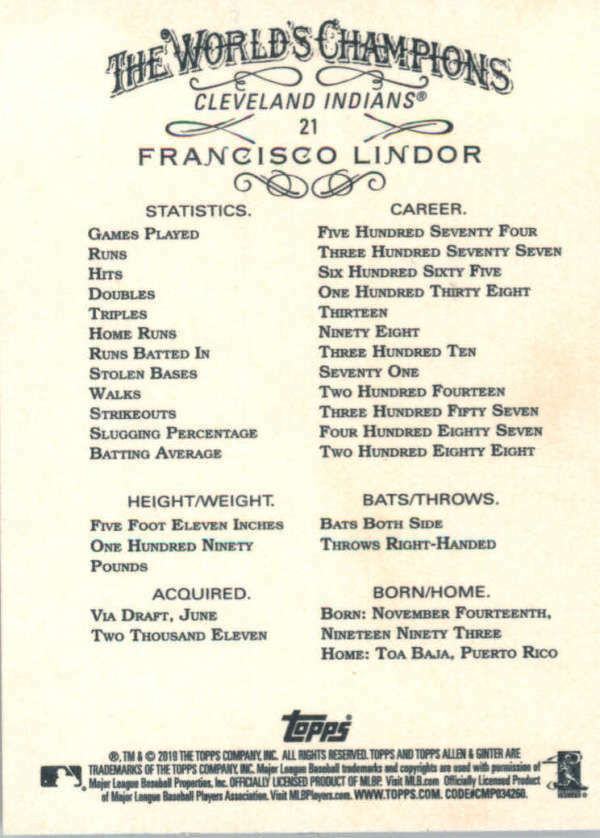 THE WORLD'S CHAMPIONS
CLEVELAND INDIANS®
21
FRANCISCO LINDOR
STATISTICS.
GAMES PLAYED
RUNS
HITS
DOUBLES
TRIPLES
HOME RUNS
RUNS BATTED IN
STOLEN BASES
WALKS
STRIKEOUTS
SLUGGING PERCENTAGE
BATTING AVERAGE
CAREER.
FIVE HUNDRED SEVENTY FOUR
THREE HUNDRED SEVENTY SEVEN
SIX HUNDRED SIXTY FIVE
ONE HUNDRED THIRTY EIGHT
THIRTEEN
NINETY EIGHT
THREE HUNDRED TEN
SEVENTY ONE
TWO HUNDRED FOURTEEN
THREE HUNDRED FIFTY SEVEN
FOUR HUNDRED EIGHTY SEVEN
TWO HUNDRED EIGHTY EIGHT
HEIGHT/WEIGHT.
FIVE FOOT ELEVEN INCHES
ONE HUNDRED NINETY
POUNDS
BATS/THROWS.
BATS BOTH SIDE
THROWS RIGHT-HANDED
ACQUIRED.
VIA DRAFT, JUNE
TWO THOUSAND ELEVEN
BORN/HOME.
BORN: NOVEMBER FOURTEENTH,
NINETEEN NINETY THREE
HOME: TOA BAJA, PUERTO RICO
Topps
®, TM & © 2019 THE TOPPS COMPANY, INC. ALL RIGHTS RESERVED. TOPPS AND TOPPS ALLEN & GINTER ARE
TRADEMARKS OF THE TOPPS COMPANY, INC. Major League Baseball trademarks and copyrights are used with permission of
Major League Baseball Properties, Inc. OFFICIALLY LICENSED PRODUCT OF MLBP. Visit MLB.com Officially Licensed Product
of Major League Baseball Players Association. Visit MLBPlayers.com. WWW.TOPPS.COM. CODE#CMP034260.